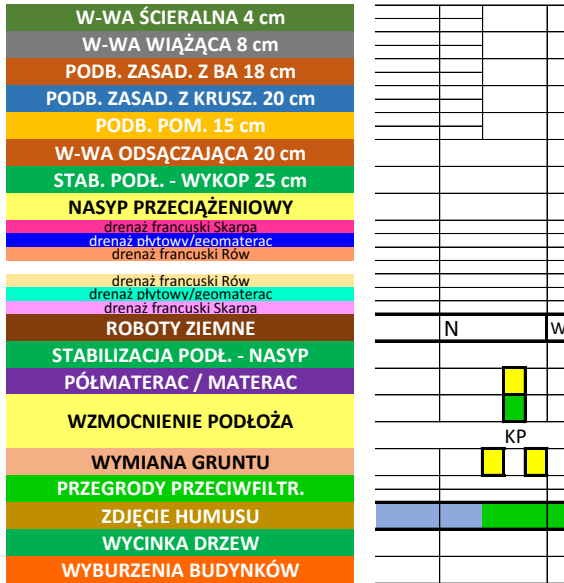 W-WA ŚCIERALNA 4 cm
W-WA WIĄŻĄCA 8 cm
PODB. ZASAD. Z BA 18 cm
PODB. ZASAD. Z KRUSZ. 20 cm
PODB. POM. 15 cm
W-WA ODSĄCZAJĄCA 20 cm
STAB. PODŁ. - WYKOP 25 cm
NASYP PRZECIĄŻENIOWY
drenaż francuski Skarpa
drenaż płytowy/geomaterac
drenaż francuski Rów
drenaż francuski Rów
drenaż płytowy/geomaterac
drenaż francuski Skarpa
ROBOTY ZIEMNE
N
W
STABILIZACJA PODŁ. - NASYP
PÓŁMATERAC / MATERAC
WZMOCNIENIE PODŁOŻA
KP
WYMIANA GRUNTU
PRZEGRODY PRZECIWFILTR.
ZDJĘCIE HUMUSU
WYCINKA DRZEW
WYBURZENIA BUDYNKÓW